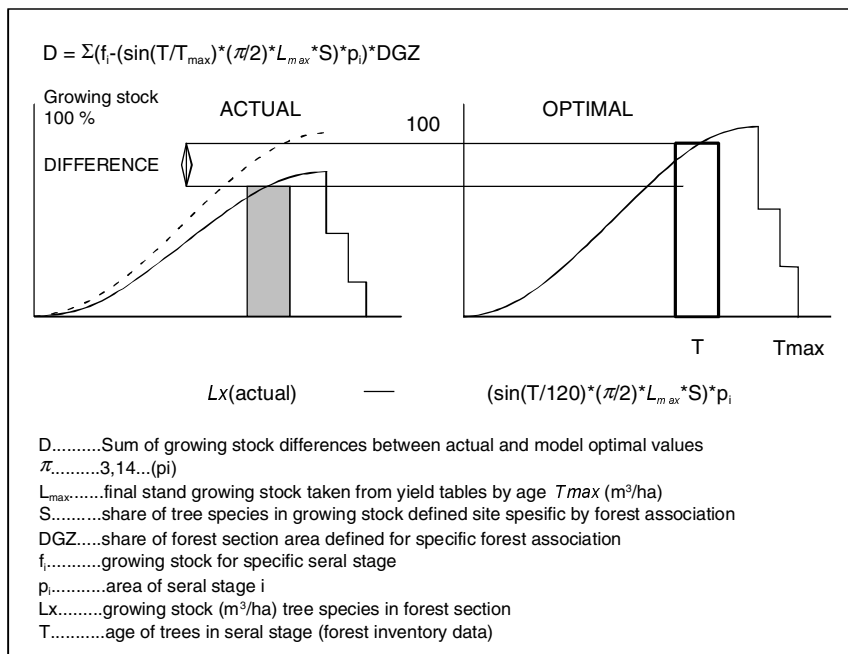 D = Σ(fᵢ-(sin(T/Tₘₐₓ)*(π/2)*Lₘₐₓ*S)*pᵢ)*DGZ
Growing stock
100 %
ACTUAL
100
OPTIMAL
DIFFERENCE
T
Tmax
Lx(actual) — (sin(T/120)*(π/2)*Lₘₐₓ*S)*pᵢ
D..........Sum of growing stock differences between actual and model optimal values
π..........3,14...(pi)
Lₘₐₓ.......final stand growing stock taken from yield tables by age Tmax (m³/ha)
S..........share of tree species in growing stock defined site spesific by forest association
DGZ.....share of forest section area defined for specific forest association
fᵢ...........growing stock for specific seral stage
pᵢ..........area of seral stage i
Lx.........growing stock (m³/ha) tree species in forest section
T...........age of trees in seral stage (forest inventory data)